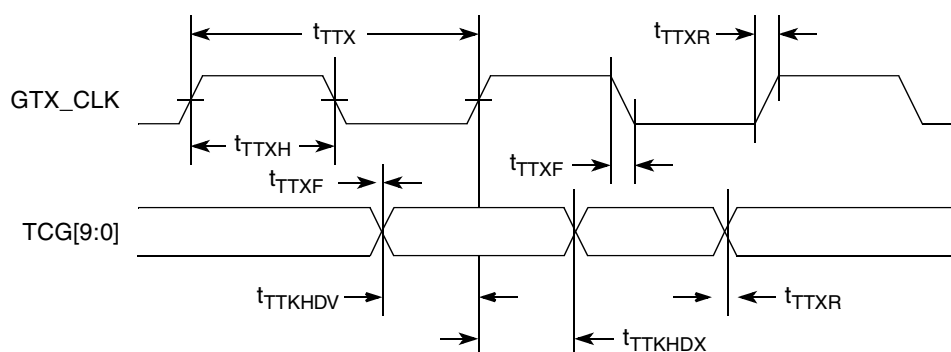 tTTX
tTTXR
GTX_CLK
tTTXH
tTTXF
tTTXF
TCG[9:0]
tTTKHDV
tTTXR
tTTKHDX